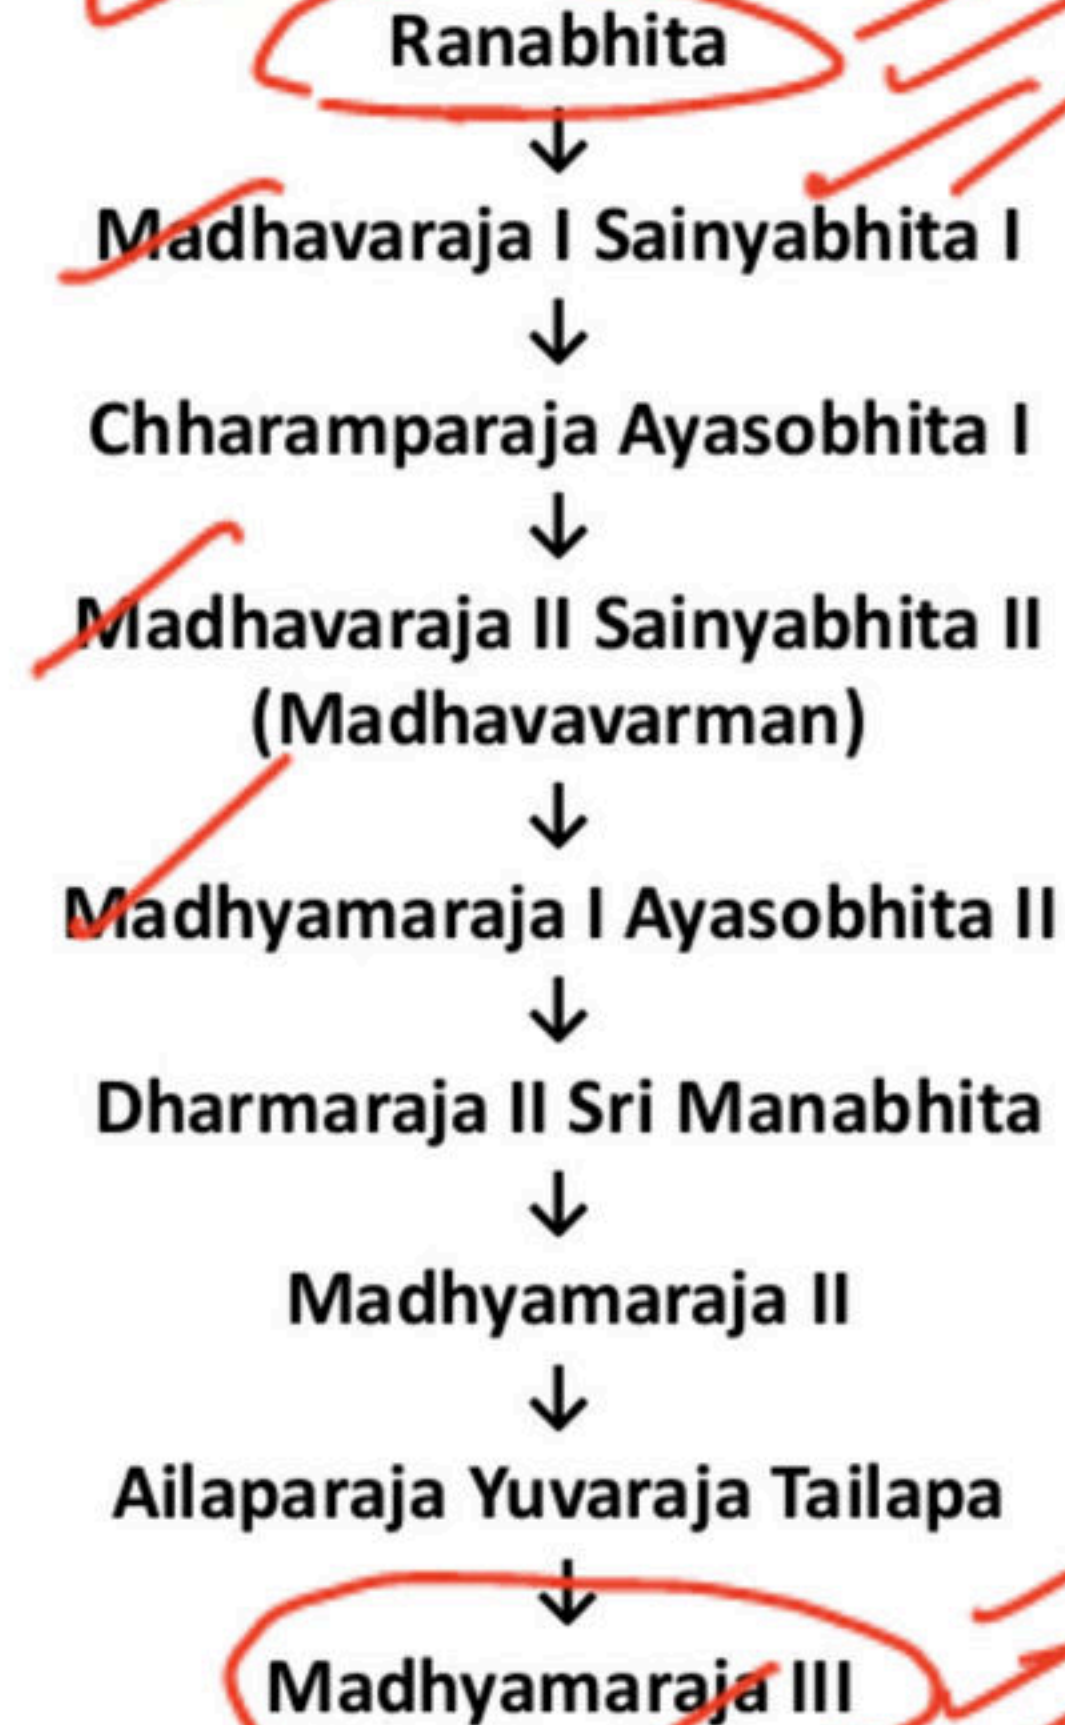 Ranabhita
Madhavaraja I Sainyabhita I
Chharamparaja Ayasobhita I
Madhavaraja II Sainyabhita II
(Madhavavarman)
Madhyamaraja I Ayasobhita II
Dharmaraja II Sri Manabhita
Madhyamaraja II
Ailaparaja Yuvaraja Tailapa
Madhyamaraja III